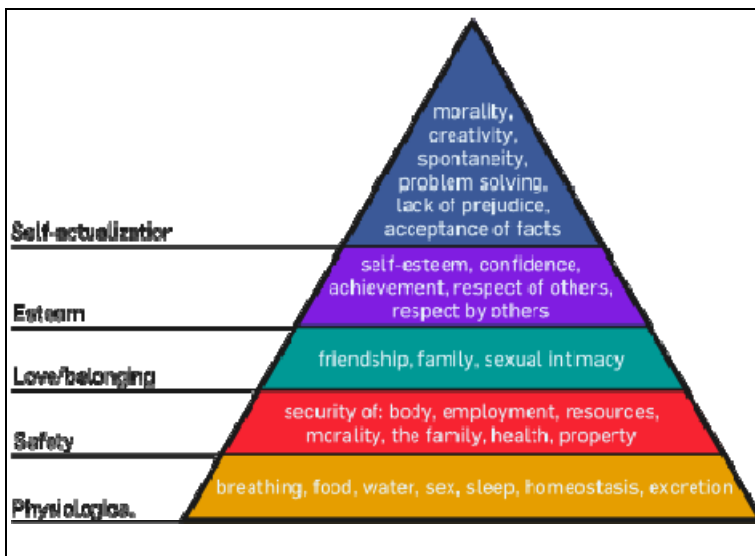 morality,
creativity,
spontaneity,
problem solving,
lack of prejudice,
acceptance of facts
Self-actualization
self-esteem, confidence,
achievement, respect of others,
respect by others
Esteem
friendship, family, sexual intimacy
Love/belonging
security of: body, employment, resources,
morality, the family, health, property
Safety
breathing, food, water, sex, sleep, homeostasis, excretion
Physiological